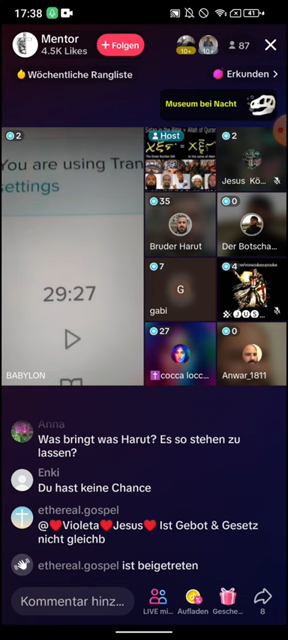 17:38
41
Mentor
4.5K Likes
+ Folgen
10+
10+
87
Wöchentliche Rangliste
Erkunden >
Museum bei Nacht
2
You are using Tran
settings
29:27
BABYLON
Host
2
Jesus Kö...
35
Bruder Harut
0
Der Botscha...
7
G
gabi
4
27
cocca locc...
0
Anwar_1811
Anna
Was bringt was Harut? Es so stehen zu
lassen?
Enki
Du hast keine Chance
ethereal.gospel
@❤️Violeta❤️Jesus❤️ Ist Gebot & Gesetz
nicht gleichb
ethereal.gospel ist beigetreten
Kommentar hinz...
LIVE mi...
Aufladen
Gesche...
8